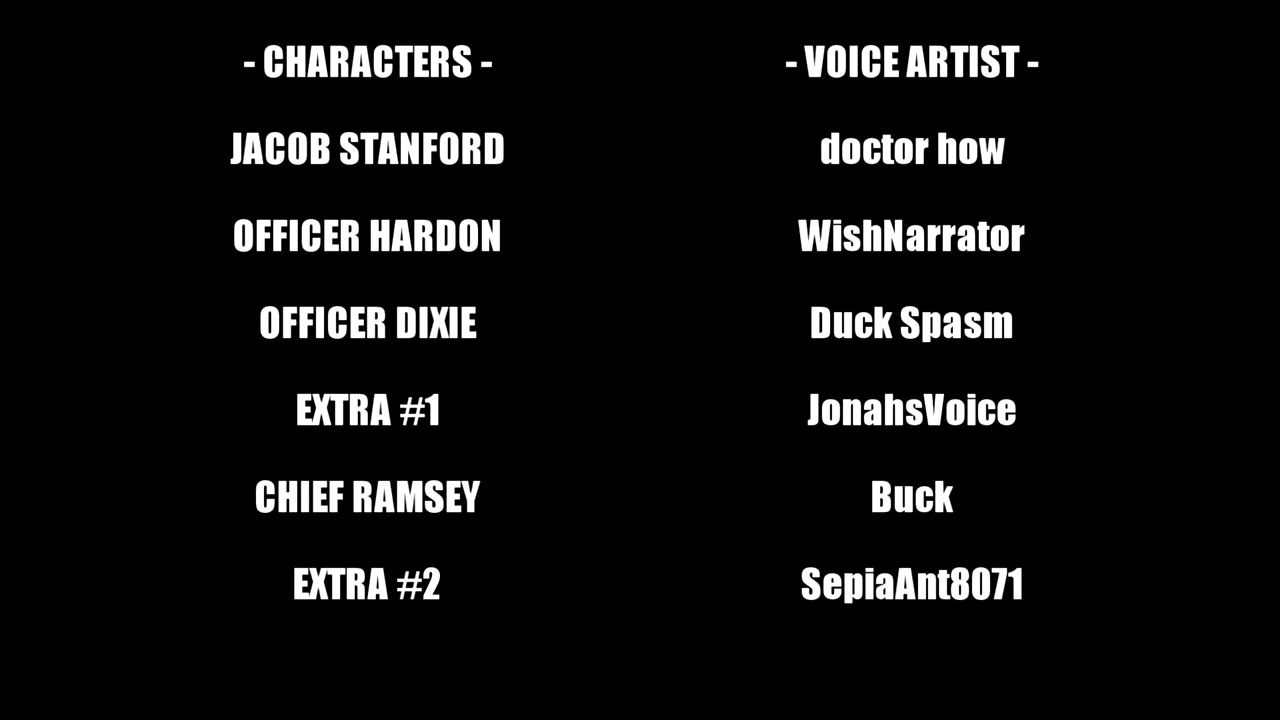 - CHARACTERS - - VOICE ARTIST -
JACOB STANFORD doctor how
OFFICER HARDON WishNarrator
OFFICER DIXIE Duck Spasm
EXTRA #1 JonahsVoice
CHIEF RAMSEY Buck
EXTRA #2 SepiaAnt8071